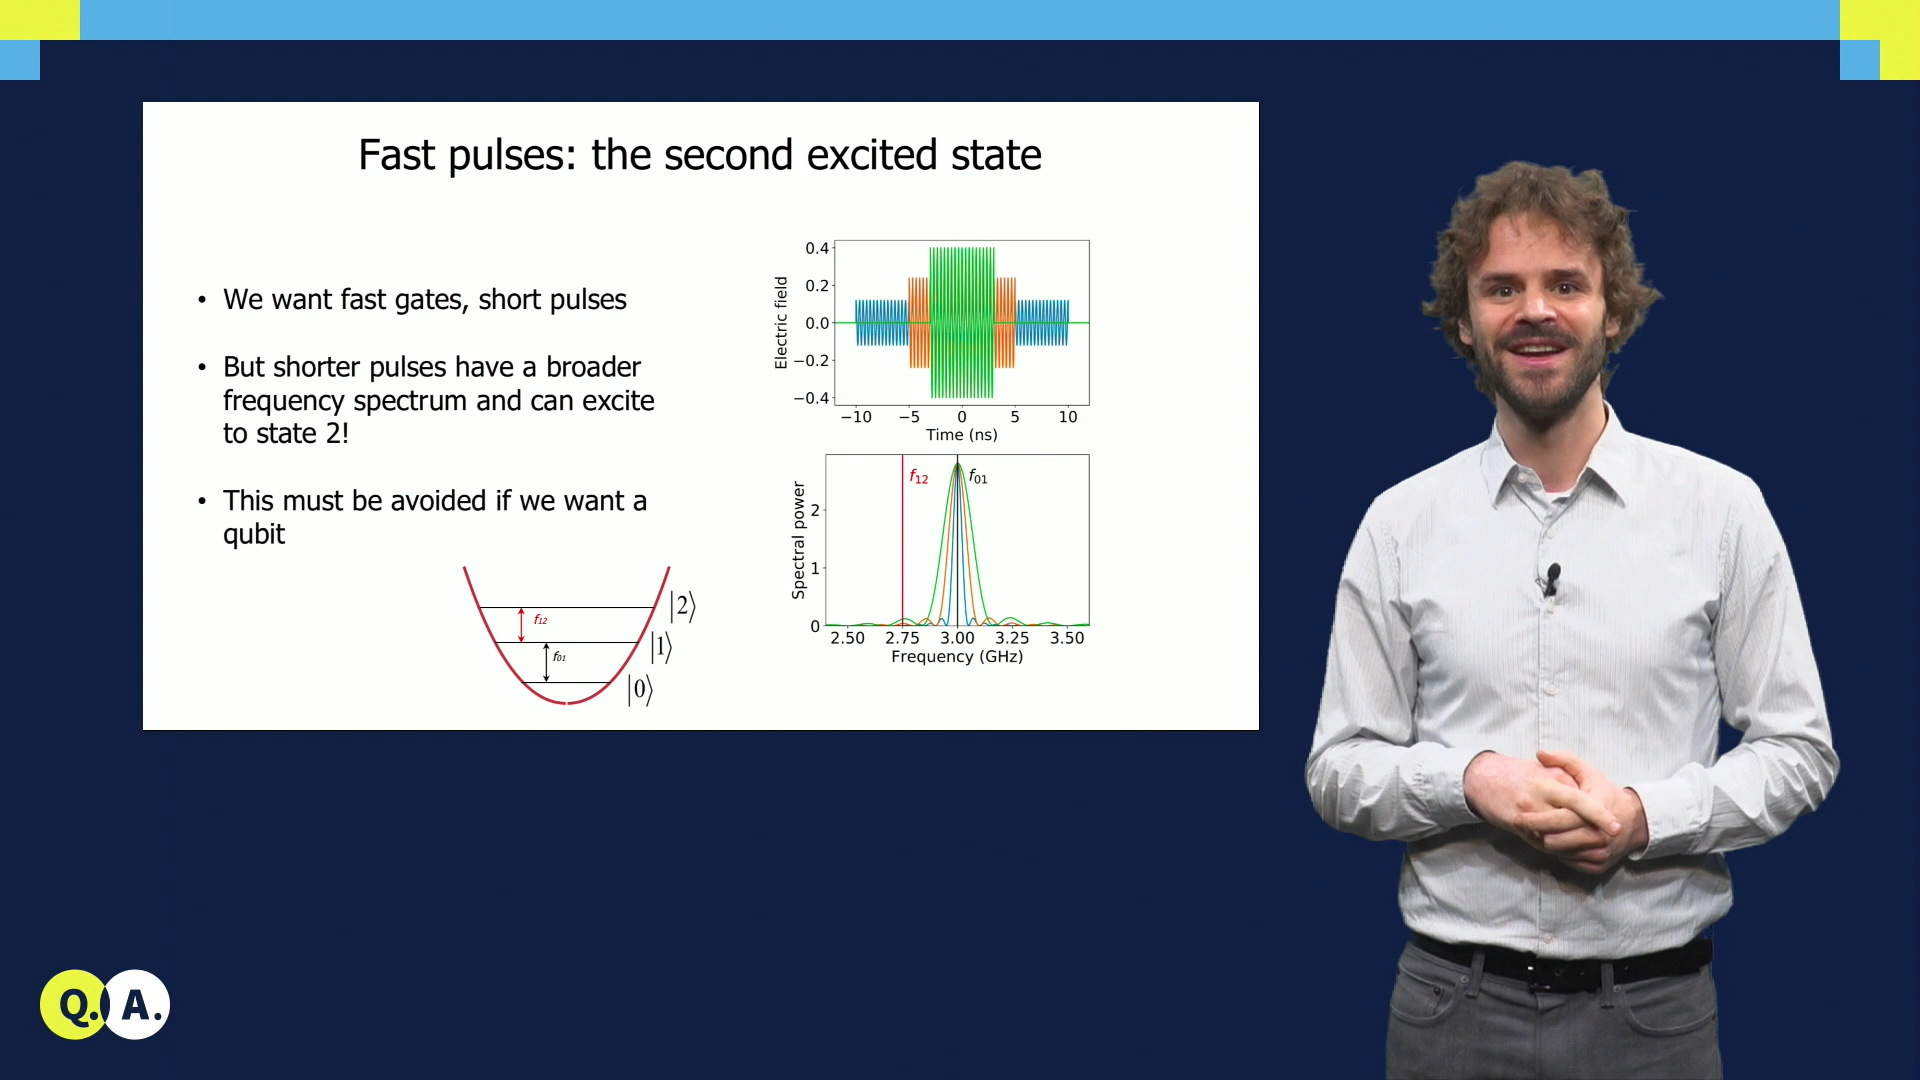 Fast pulses: the second excited state
• We want fast gates, short pulses
• But shorter pulses have a broader
frequency spectrum and can excite
to state 2!
• This must be avoided if we want a
qubit
f12
f01
|2⟩
|1⟩
|0⟩
Electric field
0.4
0.2
0.0
−0.2
−0.4
−10 −5 0 5 10
Time (ns)
Spectral power
f12 f01
2
1
0
2.50 2.75 3.00 3.25 3.50
Frequency (GHz)
Q. A.